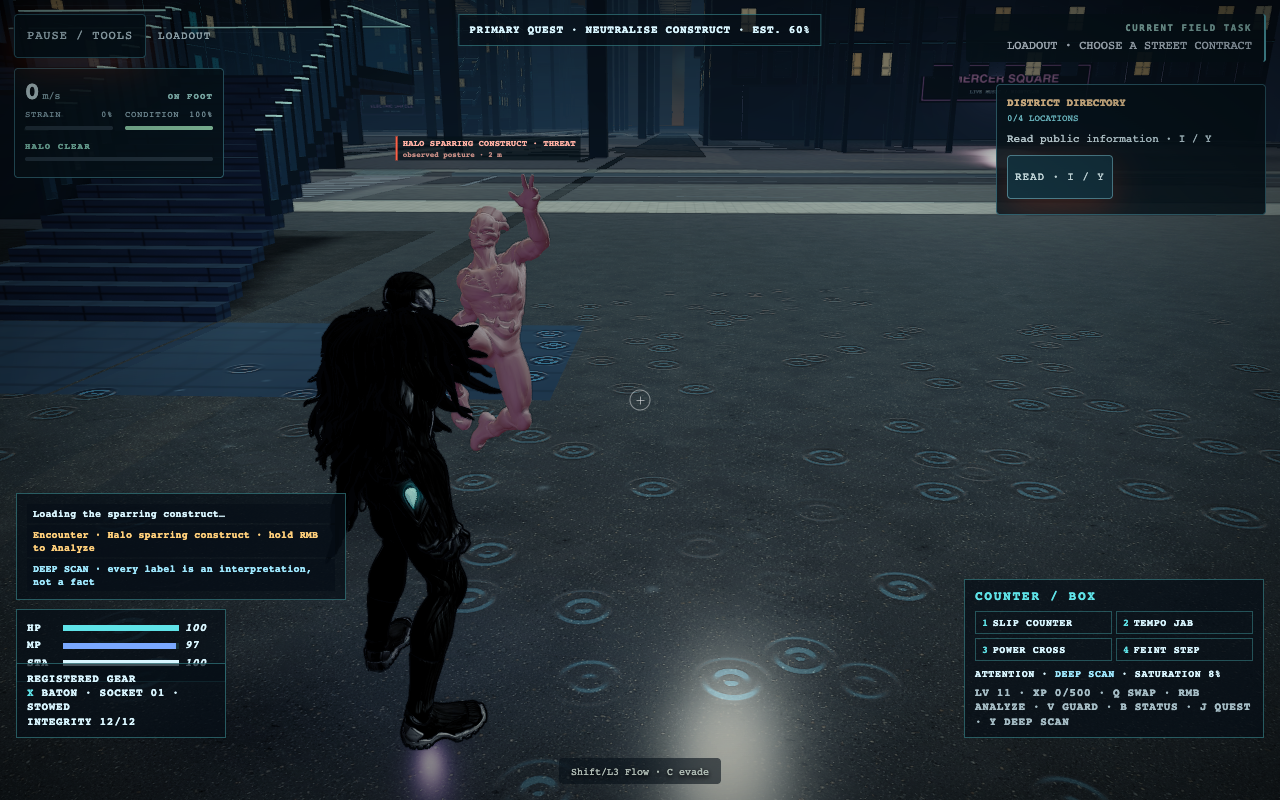 PAUSE / TOOLS
LOADOUT
PRIMARY QUEST · NEUTRALISE CONSTRUCT · EST. 60%
CURRENT FIELD TASK
LOADOUT · CHOOSE A STREET CONTRACT
0 m/s
ON FOOT
STRAIN 0% CONDITION 100%
HALO CLEAR
MERCER SQUARE
DISTRICT DIRECTORY
0/4 LOCATIONS
Read public information · I / Y
READ · I / Y
HALO SPARRING CONSTRUCT · THREAT
observed posture · 2 m
Loading the sparring construct…
Encounter · Halo sparring construct · hold RMB
to Analyze
DEEP SCAN · every label is an interpretation,
not a fact
HP 100
MP 97
STA 100
REGISTERED GEAR
X BATON · SOCKET 01 ·
STOWED
INTEGRITY 12/12
COUNTER / BOX
1 SLIP COUNTER
2 TEMPO JAB
3 POWER CROSS
4 FEINT STEP
ATTENTION · DEEP SCAN · SATURATION 8%
LV 11 · XP 0/500 · Q SWAP · RMB
ANALYZE · V GUARD · B STATUS · J QUEST
· Y DEEP SCAN
Shift/L3 Flow · C evade